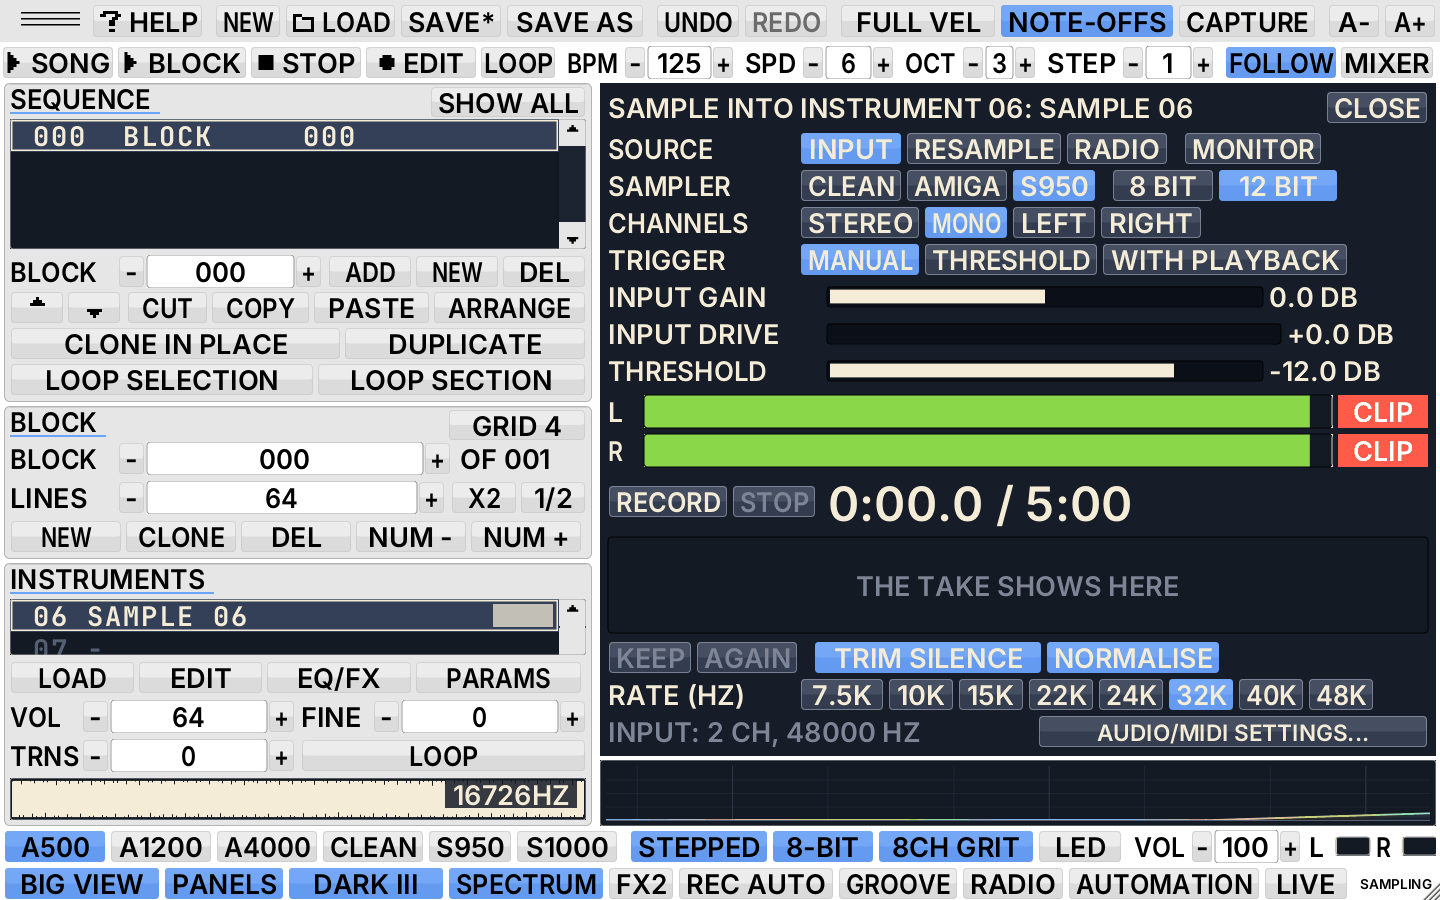 ? HELP NEW LOAD SAVE* SAVE AS UNDO REDO FULL VEL NOTE-OFFS CAPTURE A- A+
SONG BLOCK STOP EDIT LOOP BPM - 125 + SPD - 6 + OCT - 3 + STEP - 1 + FOLLOW MIXER
SEQUENCE SHOW ALL
000 BLOCK 000
BLOCK - 000 + ADD NEW DEL
CUT COPY PASTE ARRANGE
CLONE IN PLACE DUPLICATE
LOOP SELECTION LOOP SECTION
BLOCK GRID 4
BLOCK - 000 + OF 001
LINES - 64 + X2 1/2
NEW CLONE DEL NUM - NUM +
INSTRUMENTS
06 SAMPLE 06
07 -
LOAD EDIT EQ/FX PARAMS
VOL - 64 + FINE - 0 +
TRNS - 0 + LOOP
16726HZ
SAMPLE INTO INSTRUMENT 06: SAMPLE 06 CLOSE
SOURCE INPUT RESAMPLE RADIO MONITOR
SAMPLER CLEAN AMIGA S950 8 BIT 12 BIT
CHANNELS STEREO MONO LEFT RIGHT
TRIGGER MANUAL THRESHOLD WITH PLAYBACK
INPUT GAIN 0.0 DB
INPUT DRIVE +0.0 DB
THRESHOLD -12.0 DB
L CLIP
R CLIP
RECORD STOP 0:00.0 / 5:00
THE TAKE SHOWS HERE
KEEP AGAIN TRIM SILENCE NORMALISE
RATE (HZ) 7.5K 10K 15K 22K 24K 32K 40K 48K
INPUT: 2 CH, 48000 HZ AUDIO/MIDI SETTINGS...
A500 A1200 A4000 CLEAN S950 S1000 STEPPED 8-BIT 8CH GRIT LED VOL - 100 + L R
BIG VIEW PANELS DARK III SPECTRUM FX2 REC AUTO GROOVE RADIO AUTOMATION LIVE SAMPLING